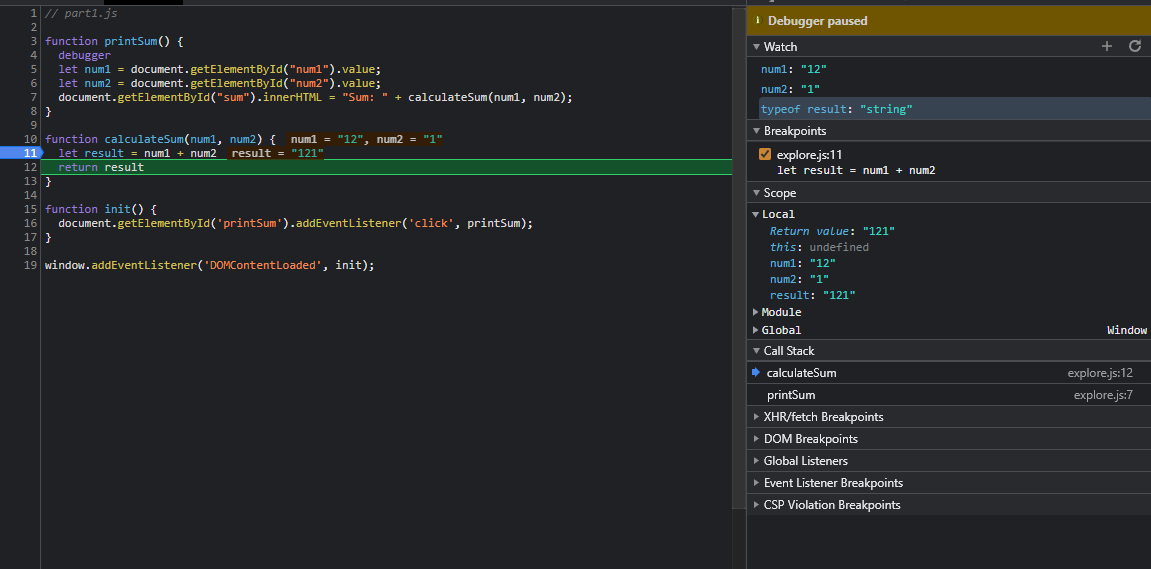 1 // part1.js
2
3 function printSum() {
4 debugger
5 let num1 = document.getElementById("num1").value;
6 let num2 = document.getElementById("num2").value;
7 document.getElementById("sum").innerHTML = "Sum: " + calculateSum(num1, num2);
8 }
9
10 function calculateSum(num1, num2) { num1 = "12", num2 = "1"
11 let result = num1 + num2 result = "121"
12 return result
13 }
14
15 function init() {
16 document.getElementById('printSum').addEventListener('click', printSum);
17 }
18
19 window.addEventListener('DOMContentLoaded', init);
Debugger paused
Watch
num1: "12"
num2: "1"
typeof result: "string"
Breakpoints
explore.js:11
let result = num1 + num2
Scope
Local
Return value: "121"
this: undefined
num1: "12"
num2: "1"
result: "121"
Module
Global Window
Call Stack
calculateSum explore.js:12
printSum explore.js:7
XHR/fetch Breakpoints
DOM Breakpoints
Global Listeners
Event Listener Breakpoints
CSP Violation Breakpoints